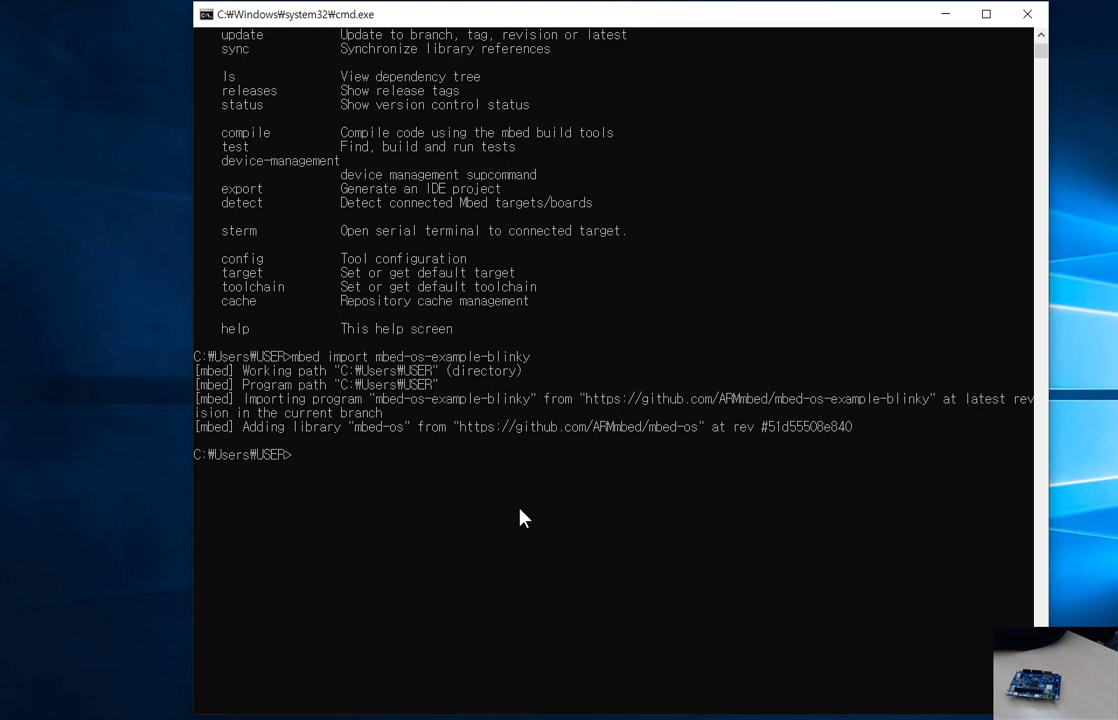 C:₩Windows₩system32₩cmd.exe
update Update to branch, tag, revision or latest
sync Synchronize library references
ls View dependency tree
releases Show release tags
status Show version control status
compile Compile code using the mbed build tools
test Find, build and run tests
device-management
device management supcommand
export Generate an IDE project
detect Detect connected Mbed targets/boards
sterm Open serial terminal to connected target.
config Tool configuration
target Set or get default target
toolchain Set or get default toolchain
cache Repository cache management
help This help screen
C:₩Users₩USER>mbed import mbed-os-example-blinky
[mbed] Working path "C:₩Users₩USER" (directory)
[mbed] Program path "C:₩Users₩USER"
[mbed] Importing program "mbed-os-example-blinky" from "https://github.com/ARMmbed/mbed-os-example-blinky" at latest rev
ision in the current branch
[mbed] Adding library "mbed-os" from "https://github.com/ARMmbed/mbed-os" at rev #51d55508e840
C:₩Users₩USER>